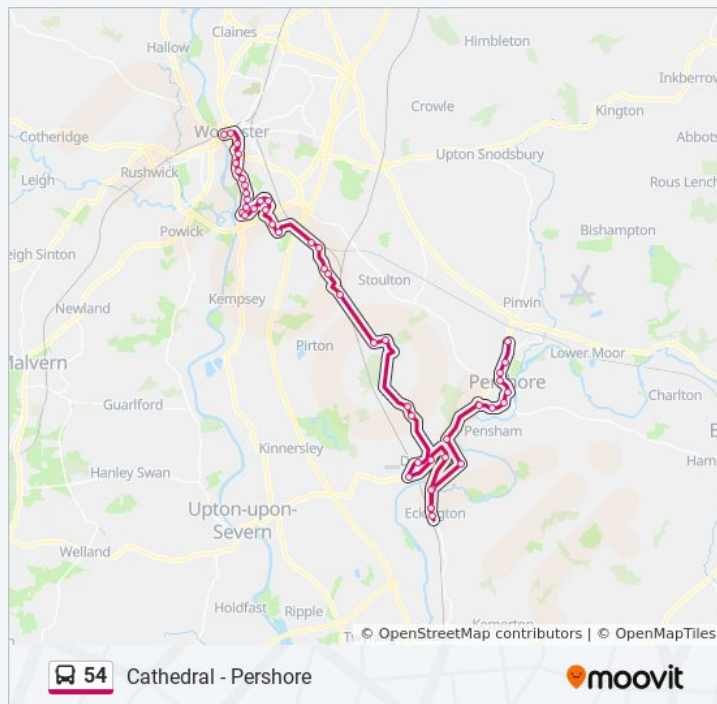 Claines
Hallow
Himbleton
Inkberrow
Crowle
Kington
Worcester
Cotheridge
Abbots
Upton Snodsbury
Leigh
Rushwick
Rous Lench
Powick
Bishampton
eigh Sinton
Stoulton
Kempsey
Pinvin
Newland
Pirton
Lower Moor
Malvern
Pershore
Charlton
Guarlford
Pensham
Kinnersley
Ham
Hanley Swan
D
Upton-upon-
Severn
Eckington
Welland
Holdfast
Ripple
Kemerton
Tw
© OpenStreetMap contributors | © OpenMapTiles
54 Cathedral - Pershore
moovit